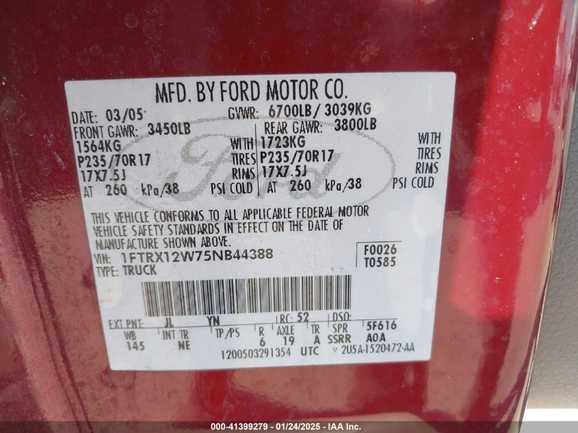 MFD. BY FORD MOTOR CO.
DATE: 03/05 GVWR: 6700LB/ 3039KG
FRONT GAWR: 3450LB REAR GAWR: 3800LB
1564KG WITH 1723KG WITH
P235/70R17 TIRES P235/70R17 TIRES
17X7.5J RIMS 17X7.5J RIMS
AT 260 kPa/38 PSI COLD AT 260 kPa/38 PSI COLD
Ford
THIS VEHICLE CONFORMS TO ALL APPLICABLE FEDERAL MOTOR
VEHICLE SAFETY STANDARDS IN EFFECT ON THE DATE OF
MANUFACTURE SHOWN ABOVE.
VIN: 1FTRX12W75NB44388 F0026
TYPE: TRUCK T0585
EXT PNT: JL YN RC: 52 DSO:
WB INT TR TP/PS R AXLE TR SPR 5F616
145 NE 6 19 A SSRR A0A
1200503291354 UTC V 2U5A-1520472-AA
000-41399279 - 01/24/2025 - IAA Inc.